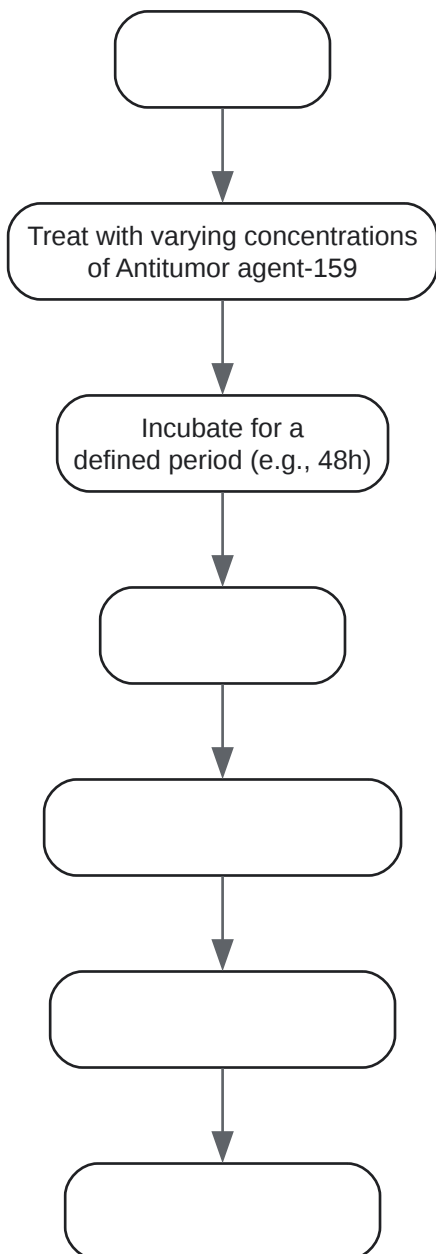 Treat with varying concentrations
of Antitumor agent-159
Incubate for a
defined period (e.g., 48h)